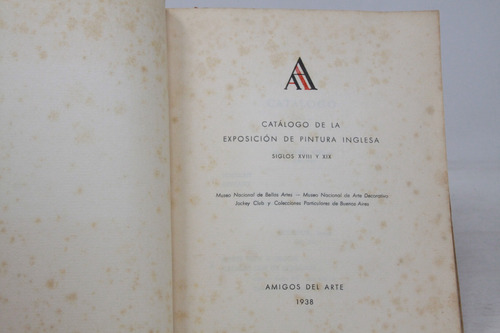 AA
CATÁLOGO DE LA
EXPOSICIÓN DE PINTURA INGLESA
SIGLOS XVIII Y XIX
Museo Nacional de Bellas Artes — Museo Nacional de Arte Decorativo
Jockey Club y Colecciones Particulares de Buenos Aires
AMIGOS DEL ARTE
1938